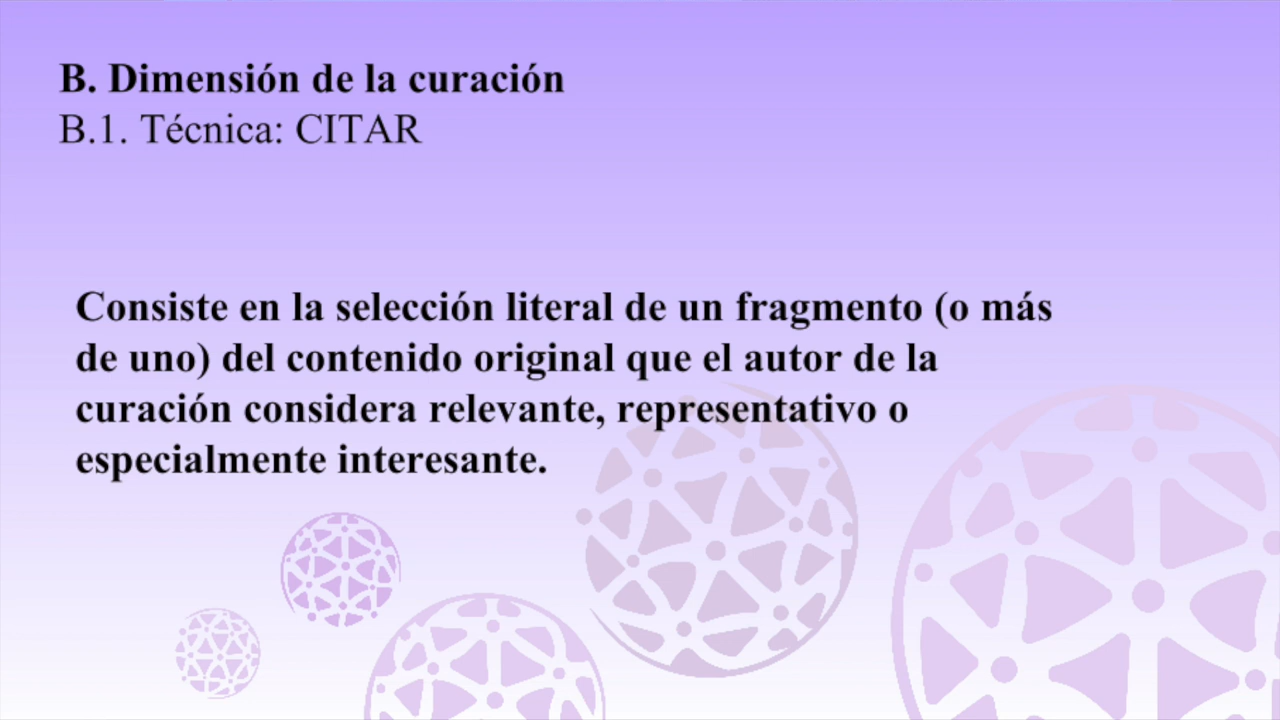 B. Dimensión de la curación
B.1. Técnica: CITAR
Consiste en la selección literal de un fragmento (o más
de uno) del contenido original que el autor de la
curación considera relevante, representativo o
especialmente interesante.